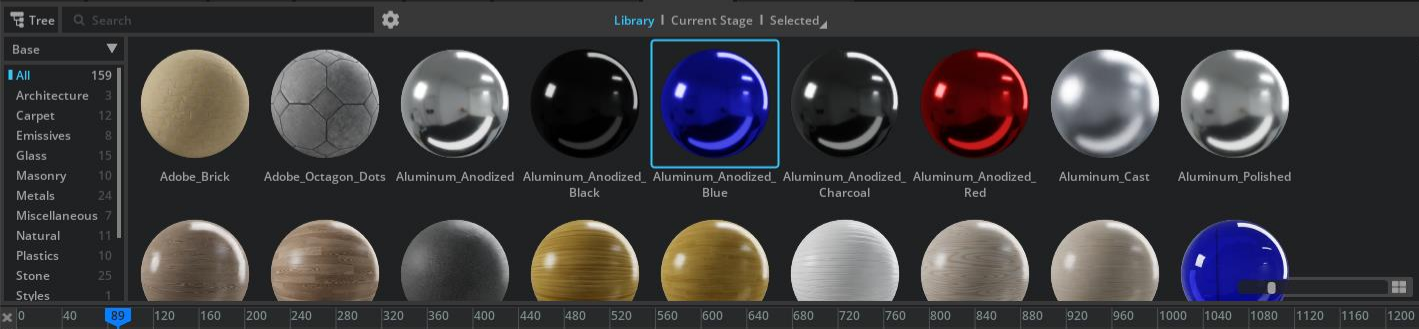 Tree
Search
Library | Current Stage | Selected
Base
All 159
Architecture 3
Carpet 12
Emissives 8
Glass 15
Masonry 10
Metals 24
Miscellaneous 7
Natural 11
Plastics 10
Stone 25
Styles 1
Adobe_Brick
Adobe_Octagon_Dots
Aluminum_Anodized
Aluminum_Anodized_
Black
Aluminum_Anodized_
Blue
Aluminum_Anodized_
Charcoal
Aluminum_Anodized_
Red
Aluminum_Cast
Aluminum_Polished
0 40 89 120 160 200 240 280 320 360 400 440 480 520 560 600 640 680 720 760 800 840 880 920 960 1000 1040 1080 1120 1160 1200